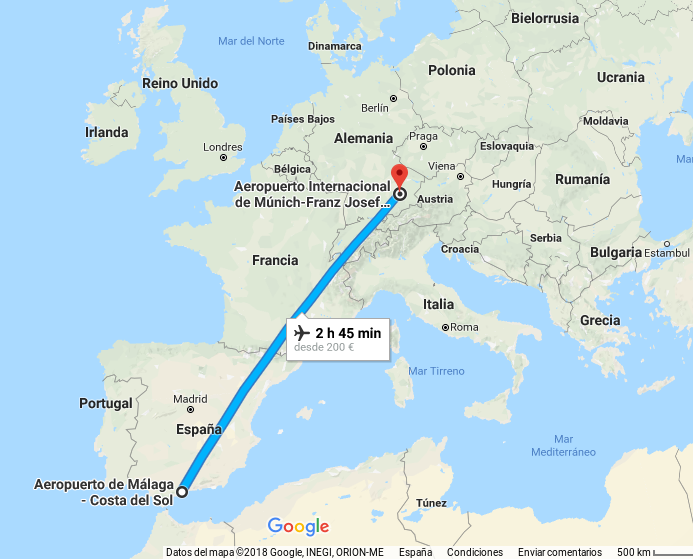 Bielorrusia
Mar del Norte
Dinamarca
Polonia
Reino Unido
Ucrania
Berlín
Países Bajos
Moldavia
Irlanda
Alemania
Praga
Londres
Eslovaquia
Bélgica
Viena
Rumanía
Hungría
Aeropuerto Internacional
de Múnich-Franz Josef...
Austria
Serbia
Croacia
Bulgaria
Estambul
Francia
Italia
Grecia
Roma
2 h 45 min
desde 200 €
Mar Tirreno
Portugal
Madrid
España
Mar
Mediterráneo
Aeropuerto de Málaga
- Costa del Sol
Túnez
Google
Datos del mapa ©2018 Google, INEGI, ORION-ME España Condiciones Enviar comentarios 500 km